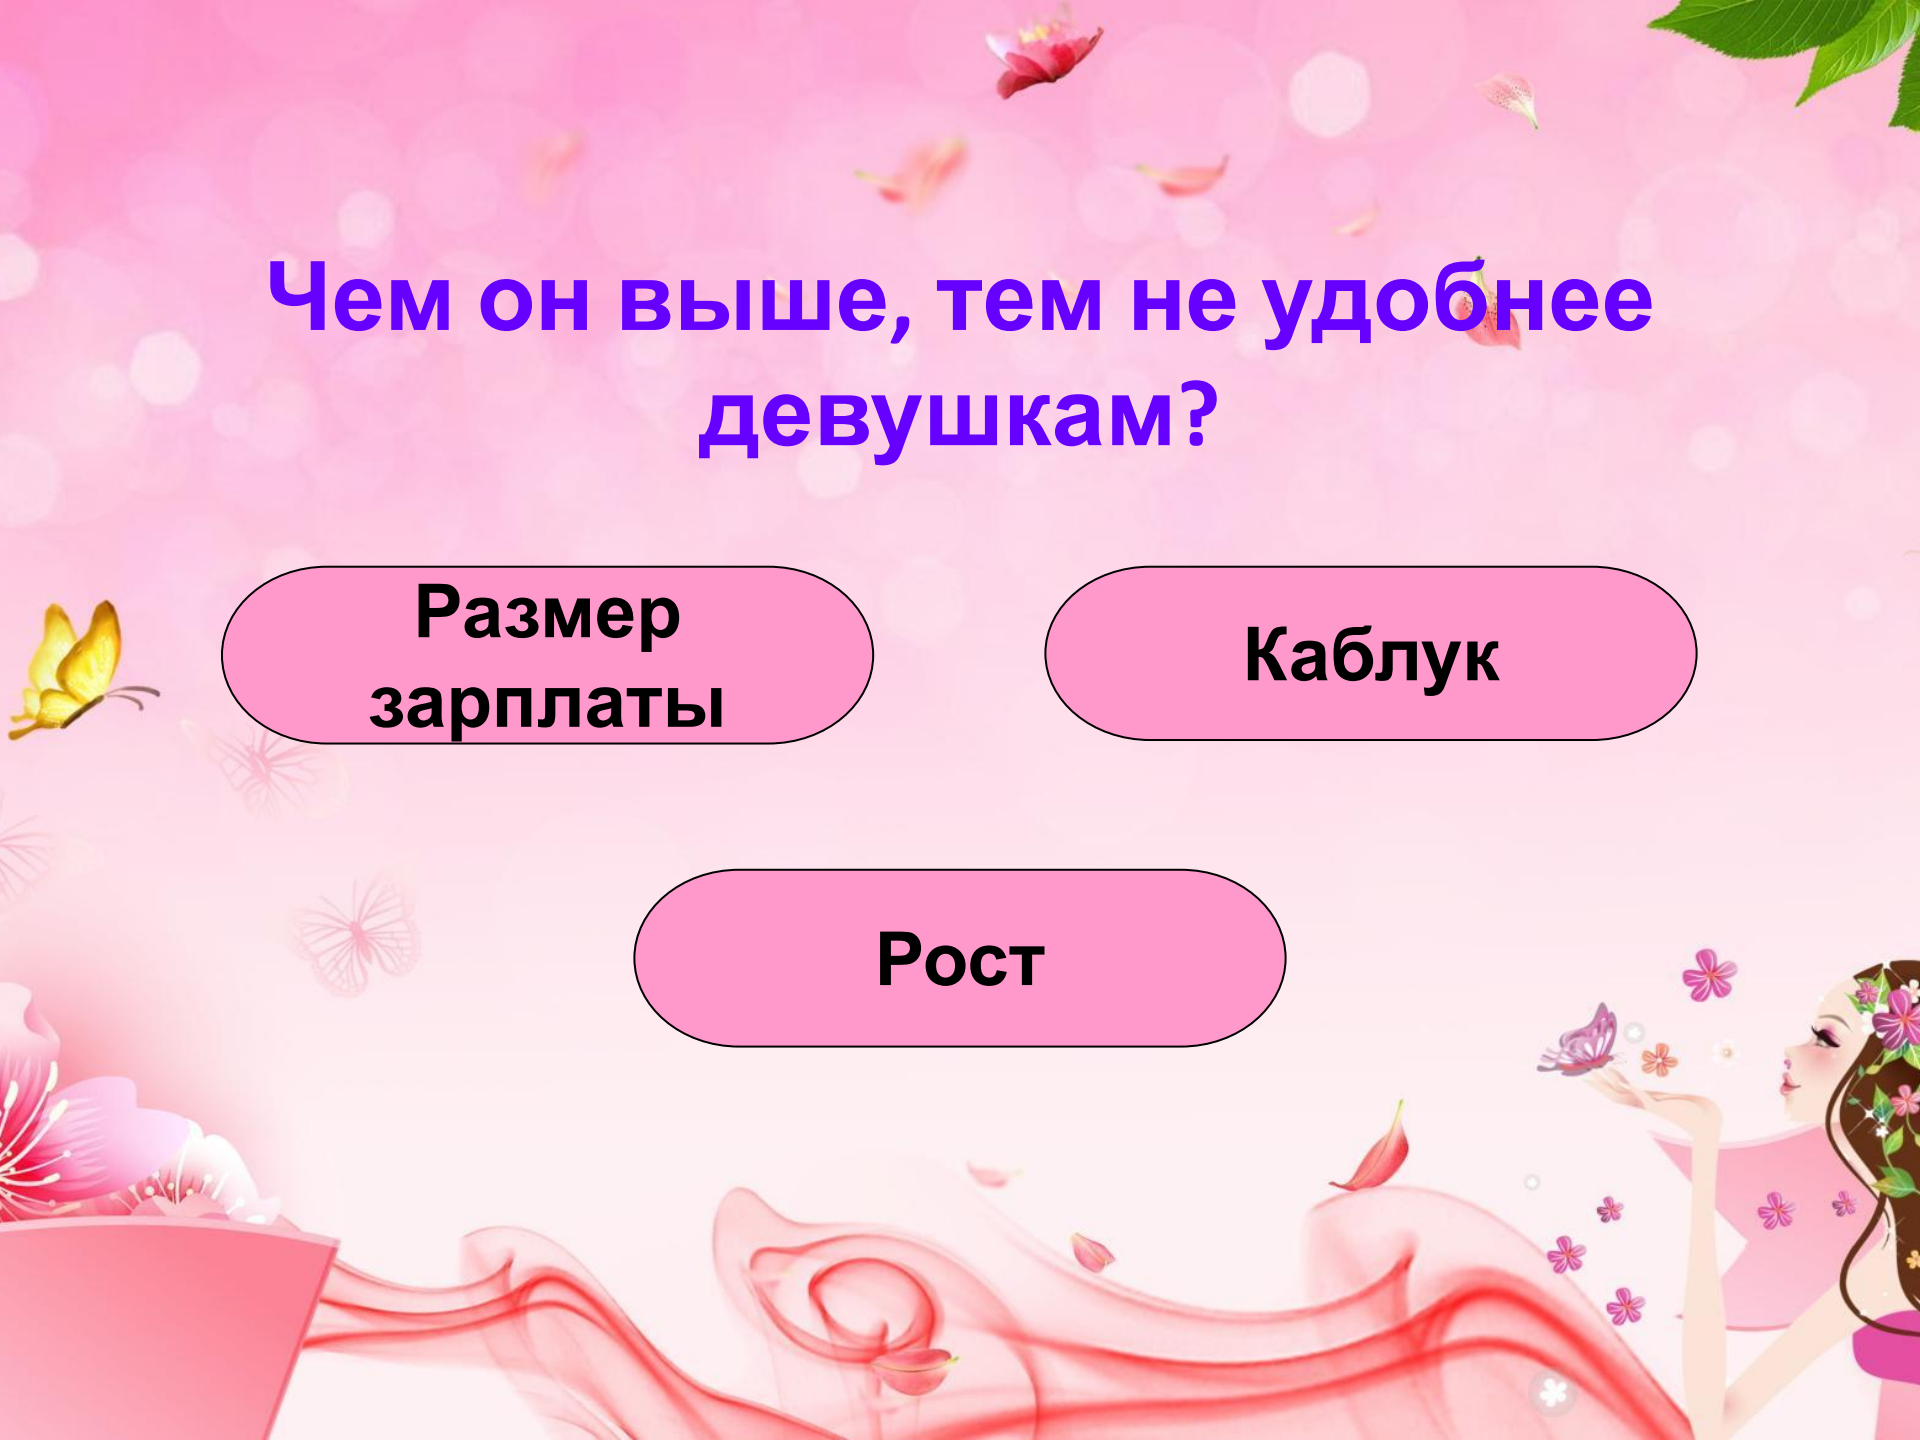 Чем он выше, тем не удобнее
девушкам?
Размер
зарплаты
Каблук
Рост